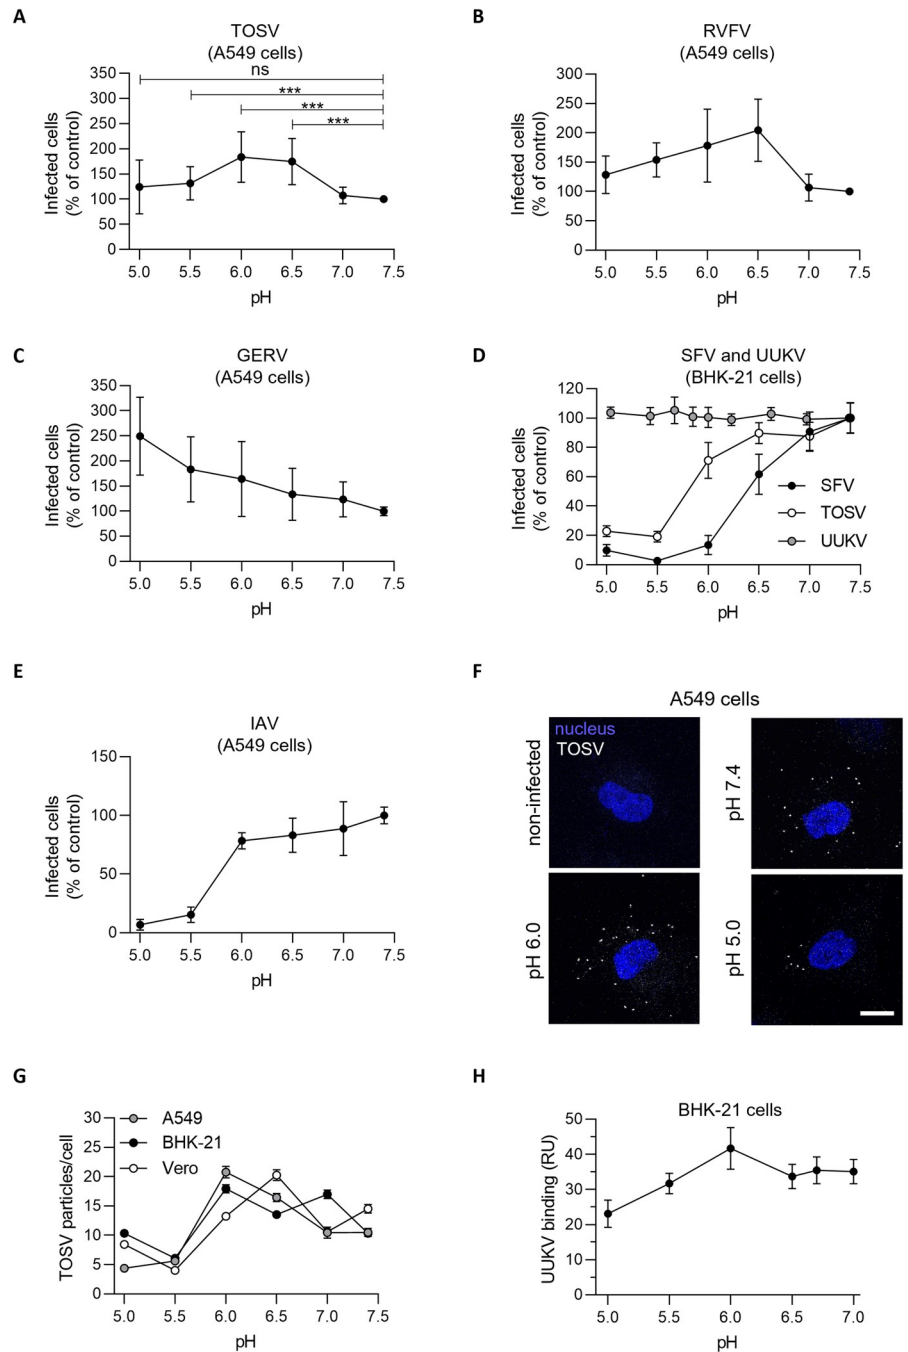 A
TOSV
(A549 cells)
ns
***
***
***
350
300
250
200
150
100
50
0
Infected cells
(% of control)
5.0 5.5 6.0 6.5 7.0 7.5
pH
B
RVFV
(A549 cells)
300
250
200
150
100
50
0
Infected cells
(% of control)
5.0 5.5 6.0 6.5 7.0 7.5
pH
C
GERV
(A549 cells)
350
300
250
200
150
100
50
0
Infected cells
(% of control)
5.0 5.5 6.0 6.5 7.0 7.5
pH
D
SFV and UUKV
(BHK-21 cells)
120
100
80
60
40
20
0
Infected cells
(% of control)
SFV
TOSV
UUKV
5.0 5.5 6.0 6.5 7.0 7.5
pH
E
IAV
(A549 cells)
150
100
50
0
Infected cells
(% of control)
5.0 5.5 6.0 6.5 7.0 7.5
pH
F
A549 cells
non-infected
nucleus
TOSV
pH 7.4
pH 6.0
pH 5.0
G
30
25
20
15
10
5
0
TOSV particles/cell
A549
BHK-21
Vero
5.0 5.5 6.0 6.5 7.0 7.5
pH
H
BHK-21 cells
50
40
30
20
10
0
UUKV binding (RU)
5.0 5.5 6.0 6.5 7.0
pH